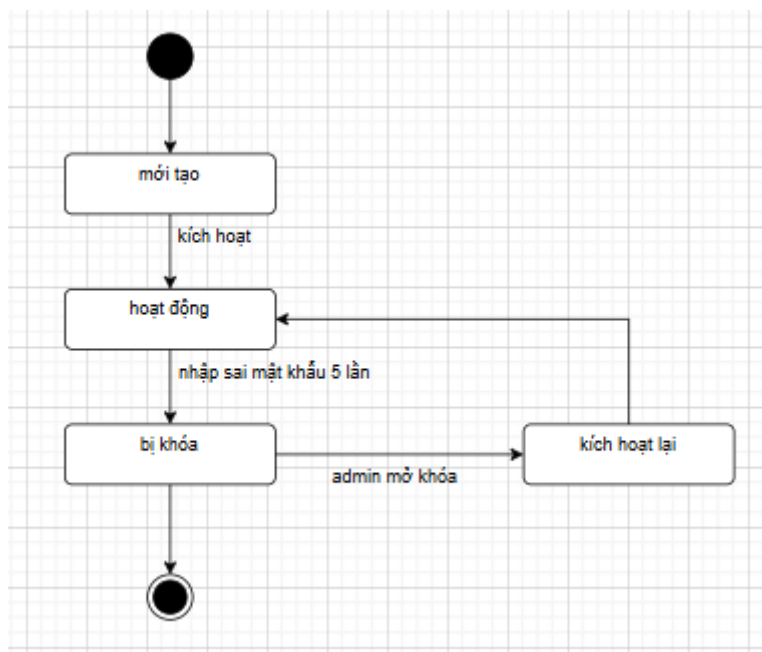 mới tạo
kích hoạt
hoạt động
nhập sai mật khẩu 5 lần
bị khóa
kích hoạt lại
admin mở khóa